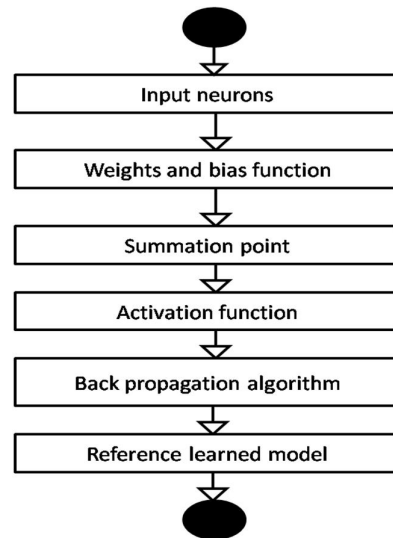 Input neurons
Weights and bias function
Summation point
Activation function
Back propagation algorithm
Reference learned model